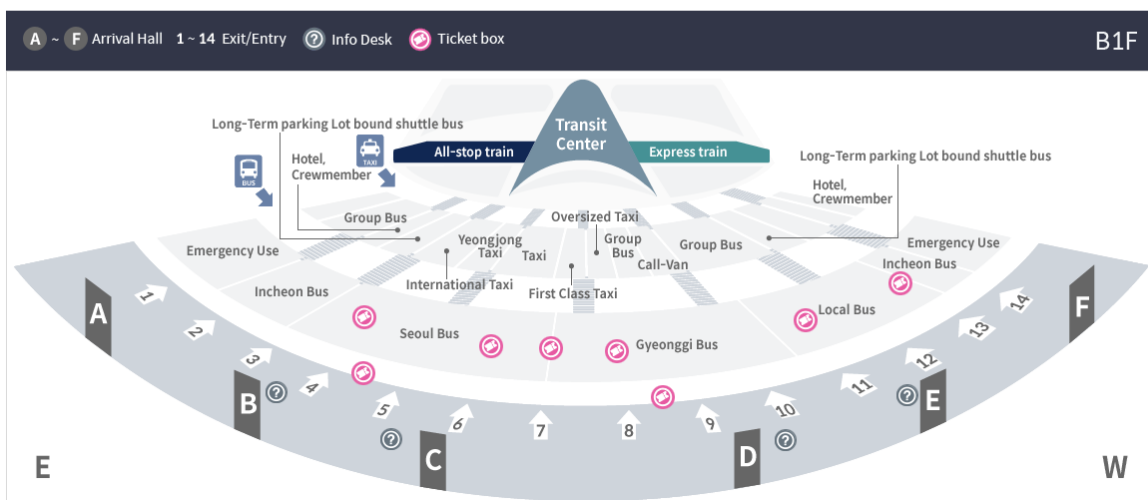 A ~ F Arrival Hall 1 ~ 14 Exit/Entry ? Info Desk Ticket box
B1F
Transit
Center
All-stop train
Express train
Long-Term parking Lot bound shuttle bus
TAXI
BUS
Hotel,
Crewmember
Long-Term parking Lot bound shuttle bus
Hotel,
Crewmember
Group Bus
Oversized Taxi
Emergency Use
Yeongjong
Taxi
Taxi
Group
Bus
Call-Van
Group Bus
Emergency Use
Incheon Bus
International Taxi
First Class Taxi
Incheon Bus
Seoul Bus
Gyeonggi Bus
Local Bus
A
1
2
3
B
?
4
5
?
C
6
7
8
9
D
10
?
11
?
12
E
13
14
F
E
W